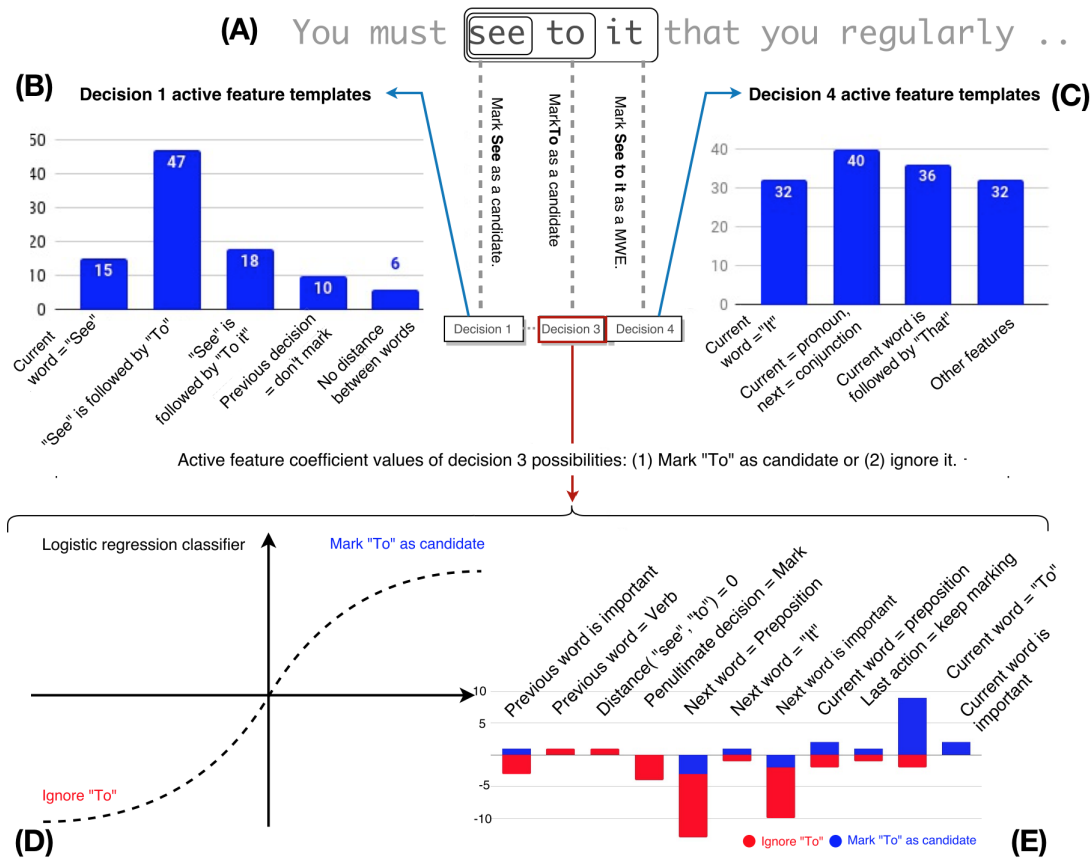 (A) You must see to it that you regularly ..
(B)
Decision 1 active feature templates
50
40
30
20
10
0
15
47
18
10
6
Current
word = "See"
"See" is followed by "To"
"See" is
followed by "To it"
Previous decision
= don't mark
No distance
between words
Mark See as a candidate.
MarkTo as a candidate
Mark See to it as a MWE.
Decision 1
Decision 3
Decision 4
Decision 4 active feature templates
(C)
40
30
20
10
0
32
40
36
32
Current
word = "It"
Current = pronoun,
next = conjunction
Current word is
followed by "That"
Other features
Active feature coefficient values of decision 3 possibilities: (1) Mark "To" as candidate or (2) ignore it.
Logistic regression classifier
Mark "To" as candidate
Ignore "To"
(D)
Previous word is important
Previous word = Verb
Distance( "see", "to") = 0
Penultimate decision = Mark
Next word = Preposition
Next word = "It"
Next word is important
Current word = preposition
Last action = keep marking
Current word = "To"
Current word is
important
10
5
-5
-10
Ignore "To"
Mark "To" as candidate
(E)